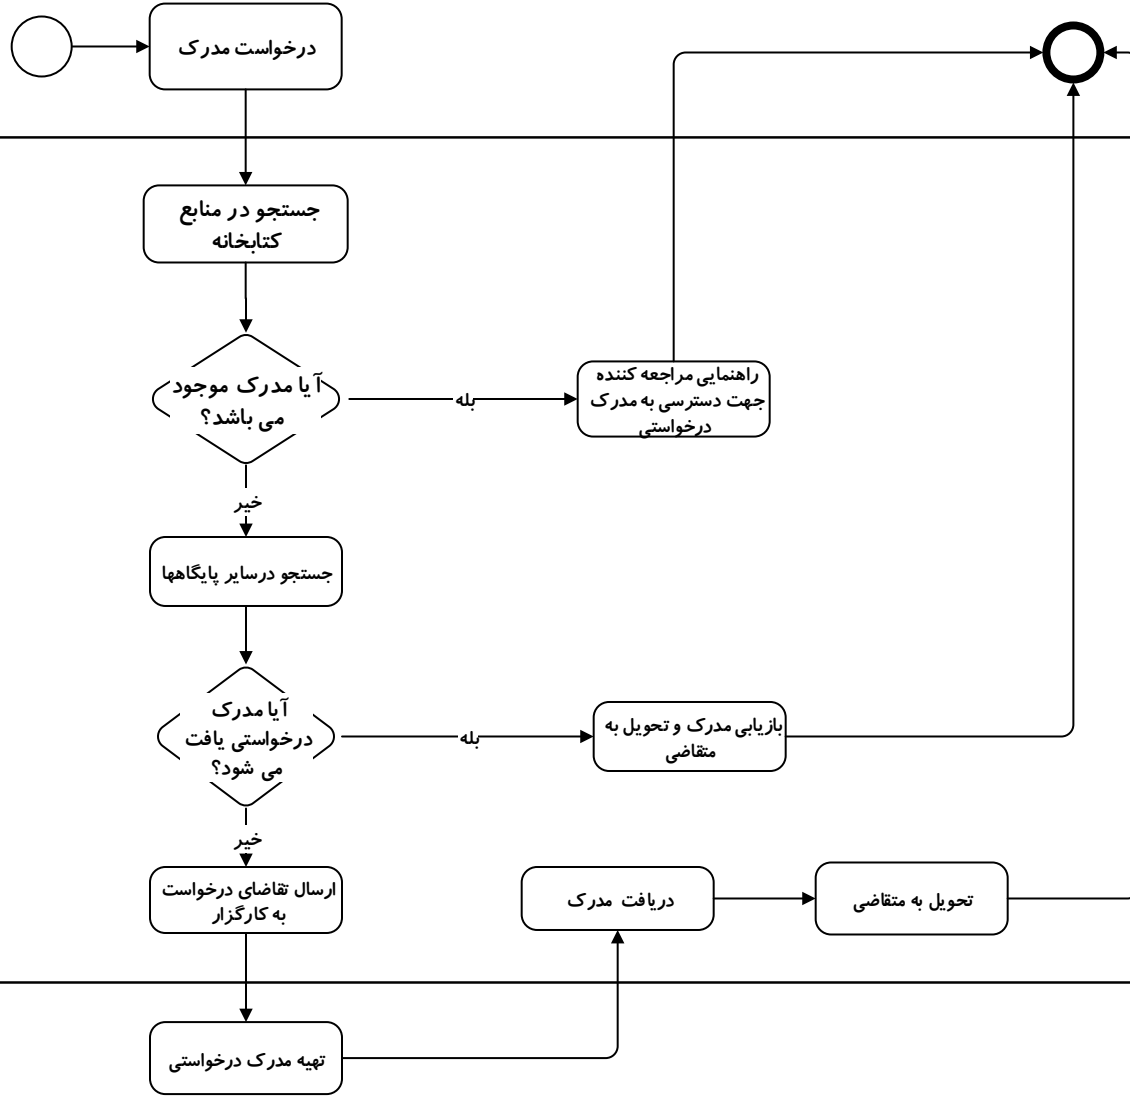 درخواست مدرک
جستجو در منابع
کتابخانه
آیا مدرک موجود
می باشد؟
بله
راهنمایی مراجعه کننده
جهت دسترسی به مدرک
درخواستی
خیر
جستجو درسایر پایگاهها
آیا مدرک
درخواستی یافت
می شود؟
بله
بازیابی مدرک و تحویل به
متقاضی
خیر
ارسال تقاضای درخواست
به کارگزار
دریافت مدرک
تحویل به متقاضی
تهیه مدرک درخواستی